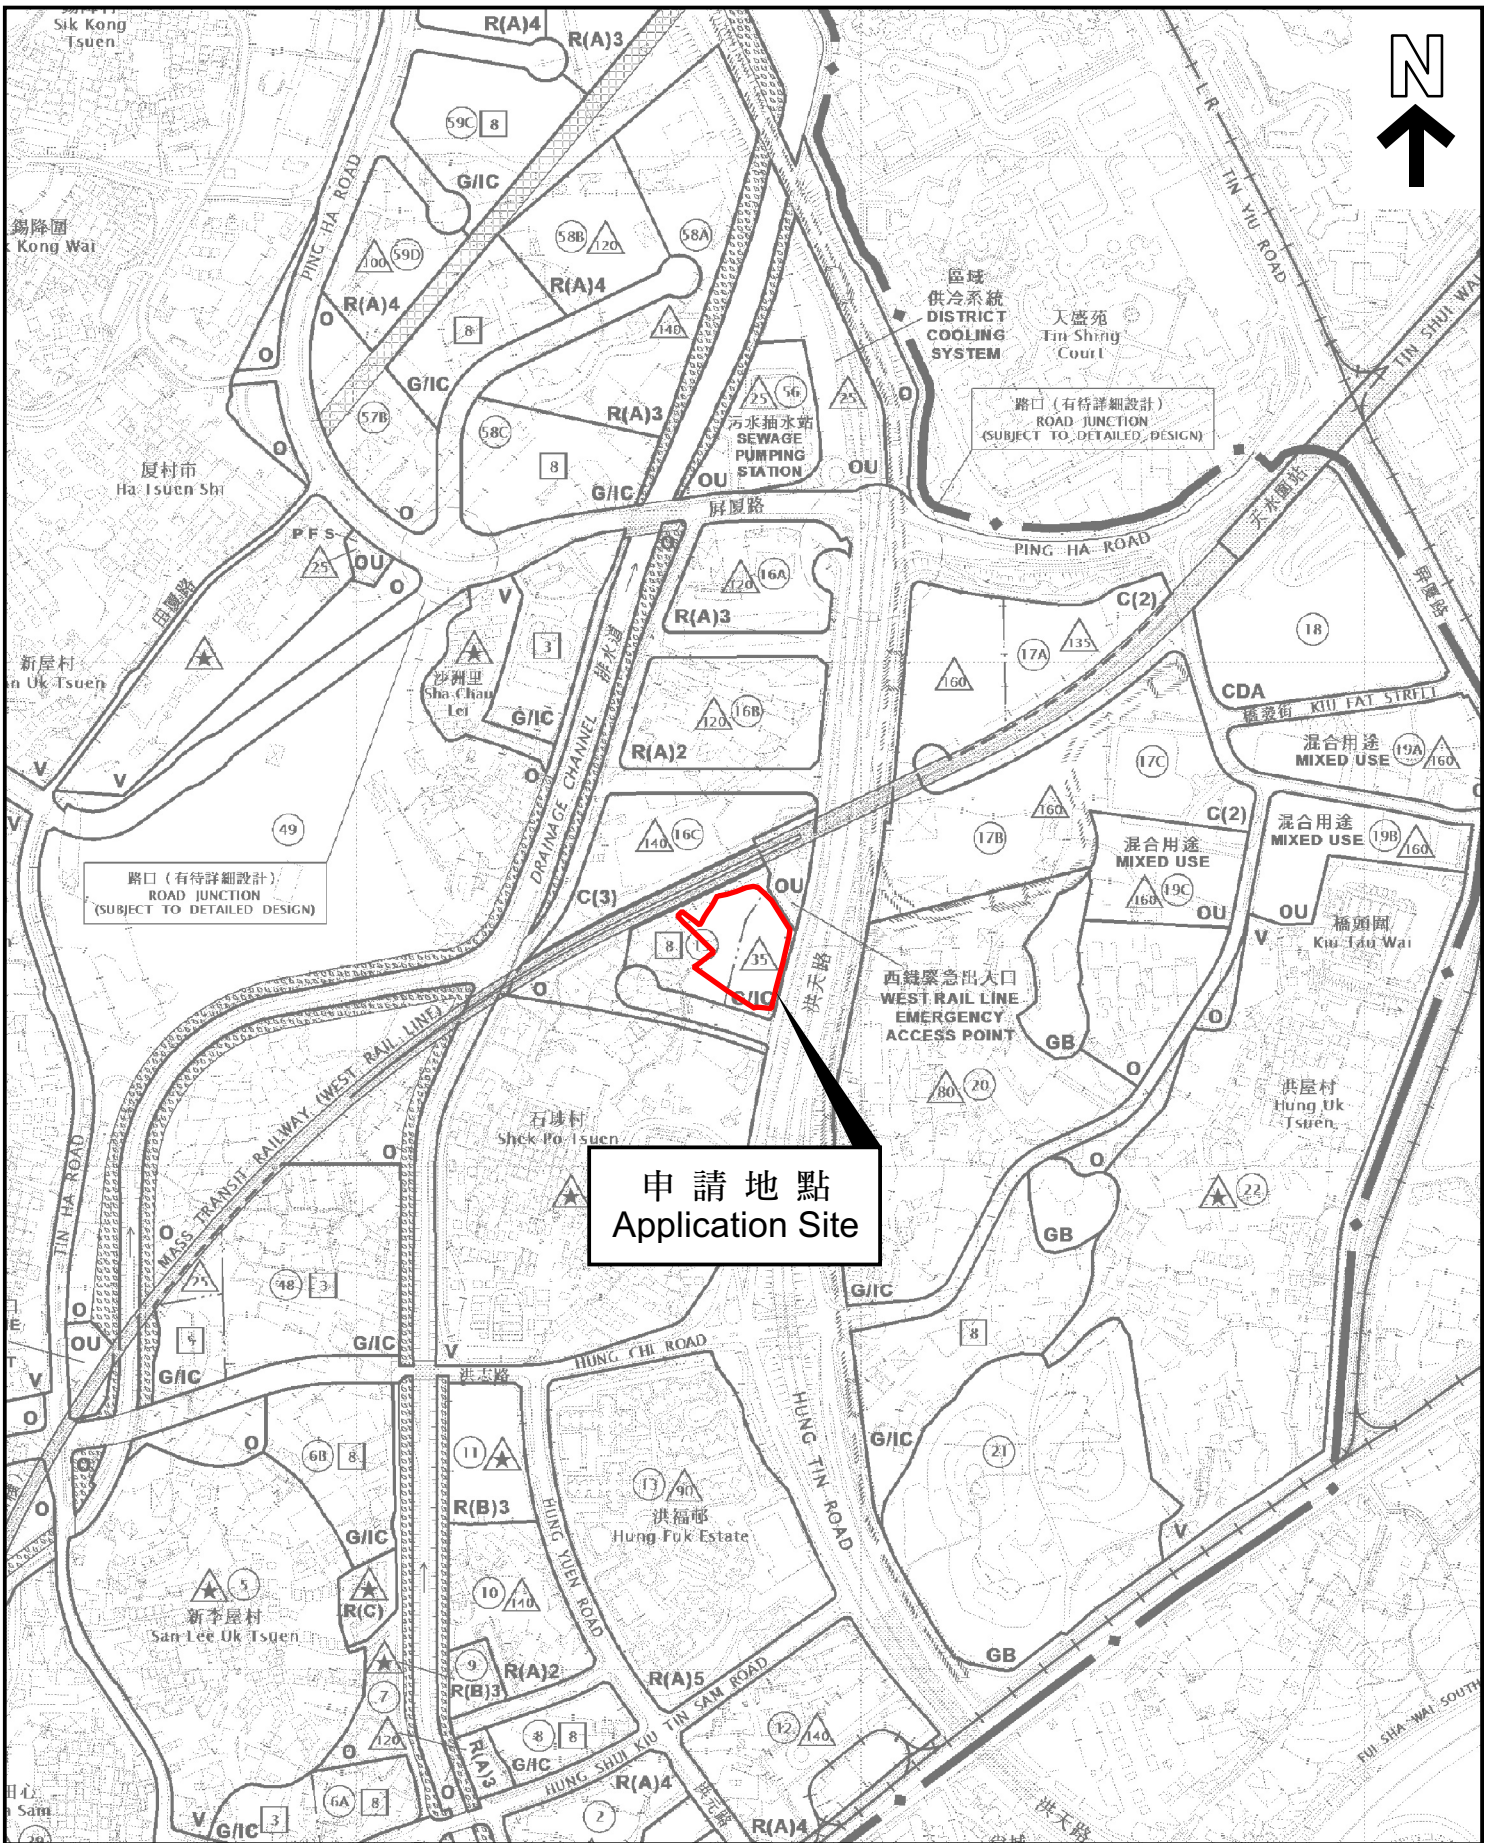 Sik Kong
Tsuen
R(A)4
R(A)3
N
59C
8
G/IC
PING HA ROAD
L R
TIN YIU ROAD
錫降圍
Kong Wai
100
59D
58B
120
58A
R(A)4
R(A)4
O
8
140
區域
供冷系統
DISTRICT
COOLING
SYSTEM
天盛苑
Tin Shing
Court
TIN SHUI WAI
O
G/IC
R(A)3
57B
58C
25
56
25
O
污水抽水站
SEWAGE
PUMPING
STATION
路口 (有待詳細設計)
ROAD JUNCTION
(SUBJECT TO DETAILED DESIGN)
O
8
G/IC
OU
OU
厦村市
Ha Tsuen Shi
O
屏厦路
天水圍站
PING HA ROAD
屏廈路
P F S
25
OU
O
V
O
120
16A
R(A)3
C(2)
田廈路
3
排水道
17A
135
18
新屋村
n Uk Tsuen
沙洲里
Sha Chau
Lei
G/IC
160
CDA
橋發街 KIU FAT STREET
120
16B
R(A)2
DRAINAGE CHANNEL
V
V
O
17C
混合用途
MIXED USE
19A
160
V
49
160
C(2)
140
16C
17B
混合用途
MIXED USE
混合用途
MIXED USE
19B
160
路口 (有待詳細設計)
ROAD JUNCTION
(SUBJECT TO DETAILED DESIGN)
C(3)
OU
160
19C
OU
OU
橋頭圍
Kiu Tau Wai
V
8
35
G/IC
O
洪天路
西鐵緊急出入口
WEST RAIL LINE
EMERGENCY
ACCESS POINT
O
GB
O
MASS TRANSIT RAILWAY (WEST RAIL LINE)
80
20
洪屋村
Hung Uk
Tsuen
石埗村
Shek Po Tsuen
TIN HA ROAD
O
申請地點
Application Site
O
22
O
GB
25
48
3
G/IC
O
OU
G/IC
V
HUNG CHI ROAD
8
G/IC
洪志路
V
O
HUNG TIN ROAD
G/IC
21
O
6B
8
11
R(B)3
13
90
洪福邨
Hung Fuk Estate
O
O
G/IC
HUNG YUEN ROAD
V
5
新李屋村
San Lee Uk Tsuen
R(C)
10
140
9
R(B)3
R(A)2
R(A)5
GB
7
120
HUNG SHUI KIU TIN SAM ROAD
8
8
G/IC
R(A)3
12
140
FUI SHA WAI SOUTH
O
6A
8
O
R(A)4
洪元路
V
G/IC
3
2
R(A)4
洪天路